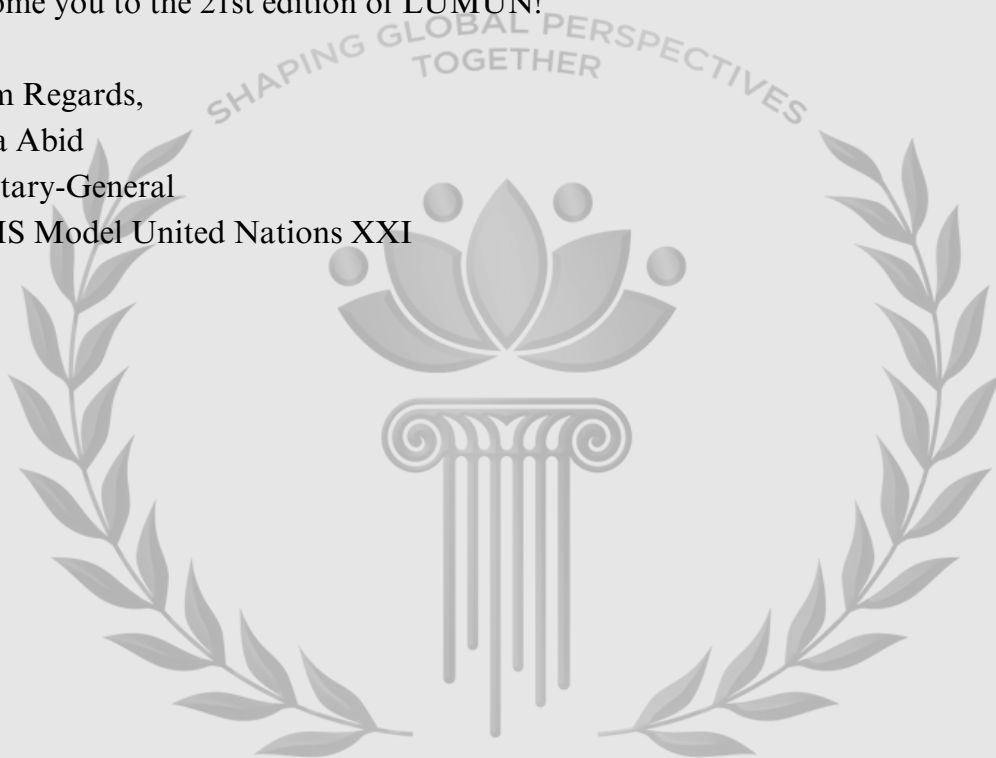 ome you to the 21st edition of LUMUN!
SHAPING GLOBAL PERSPECTIVES
TOGETHER
m Regards,
a Abid
tary-General
IS Model United Nations XXI